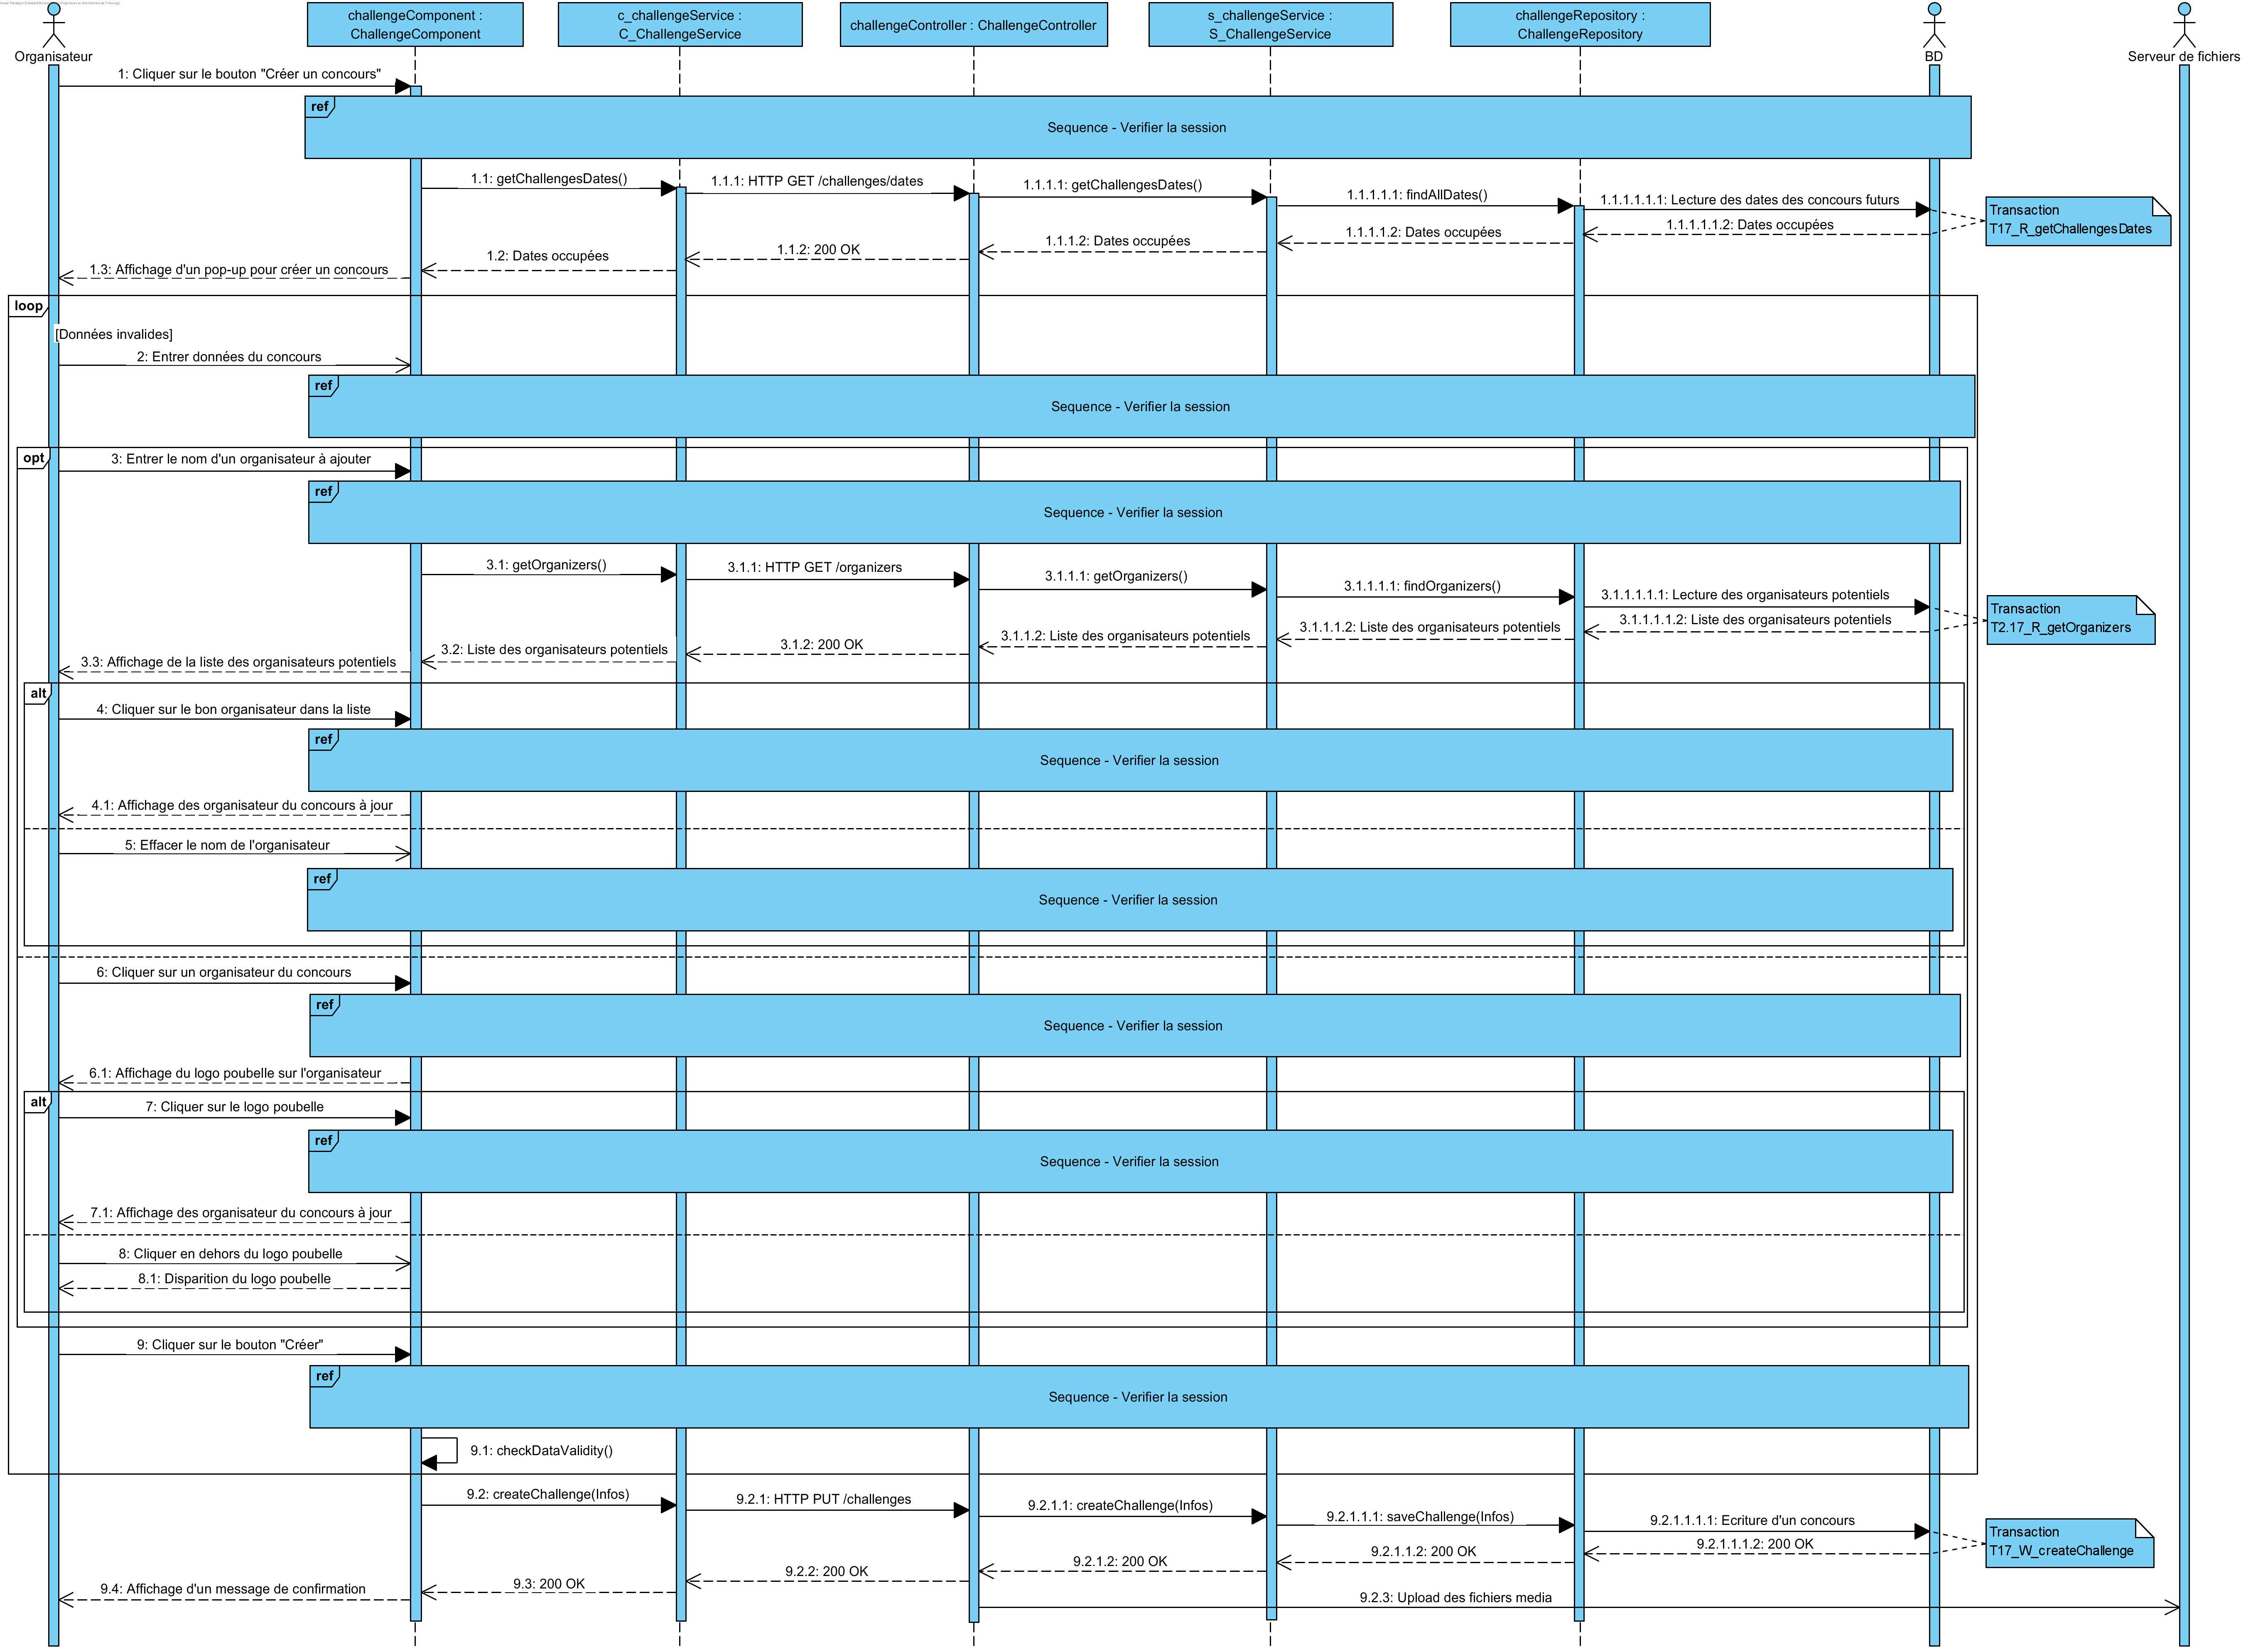 Organisateur
challengeComponent :
ChallengeComponent
c_challengeService :
C_ChallengeService
challengeController : ChallengeController
s_challengeService :
S_ChallengeService
challengeRepository :
ChallengeRepository
BD
Serveur de fichiers
1: Cliquer sur le bouton "Créer un concours"
ref
Sequence - Verifier la session
1.1: getChallengesDates()
1.1.1: HTTP GET /challenges/dates
1.1.1.1: getChallengesDates()
1.1.1.1.1: findAllDates()
1.1.1.1.1.1: Lecture des dates des concours futurs
Transaction
T17_R_getChallengesDates
1.1.1.1.1.2: Dates occupées
1.1.1.1.2: Dates occupées
1.1.1.2: Dates occupées
1.1.2: 200 OK
1.2: Dates occupées
1.3: Affichage d'un pop-up pour créer un concours
loop
[Données invalides]
2: Entrer données du concours
ref
Sequence - Verifier la session
opt
3: Entrer le nom d'un organisateur à ajouter
ref
Sequence - Verifier la session
3.1: getOrganizers()
3.1.1: HTTP GET /organizers
3.1.1.1: getOrganizers()
3.1.1.1.1: findOrganizers()
3.1.1.1.1.1: Lecture des organisateurs potentiels
Transaction
T2.17_R_getOrganizers
3.1.1.1.1.2: Liste des organisateurs potentiels
3.1.1.1.2: Liste des organisateurs potentiels
3.1.1.2: Liste des organisateurs potentiels
3.1.2: 200 OK
3.2: Liste des organisateurs potentiels
3.3: Affichage de la liste des organisateurs potentiels
alt
4: Cliquer sur le bon organisateur dans la liste
ref
Sequence - Verifier la session
4.1: Affichage des organisateur du concours à jour
5: Effacer le nom de l'organisateur
ref
Sequence - Verifier la session
6: Cliquer sur un organisateur du concours
ref
Sequence - Verifier la session
6.1: Affichage du logo poubelle sur l'organisateur
alt
7: Cliquer sur le logo poubelle
ref
Sequence - Verifier la session
7.1: Affichage des organisateur du concours à jour
8: Cliquer en dehors du logo poubelle
8.1: Disparition du logo poubelle
9: Cliquer sur le bouton "Créer"
ref
Sequence - Verifier la session
9.1: checkDataValidity()
9.2: createChallenge(Infos)
9.2.1: HTTP PUT /challenges
9.2.1.1: createChallenge(Infos)
9.2.1.1.1: saveChallenge(Infos)
9.2.1.1.1.1: Ecriture d'un concours
Transaction
T17_W_createChallenge
9.2.1.1.1.2: 200 OK
9.2.1.1.2: 200 OK
9.2.1.2: 200 OK
9.2.2: 200 OK
9.3: 200 OK
9.4: Affichage d'un message de confirmation
9.2.3: Upload des fichiers media